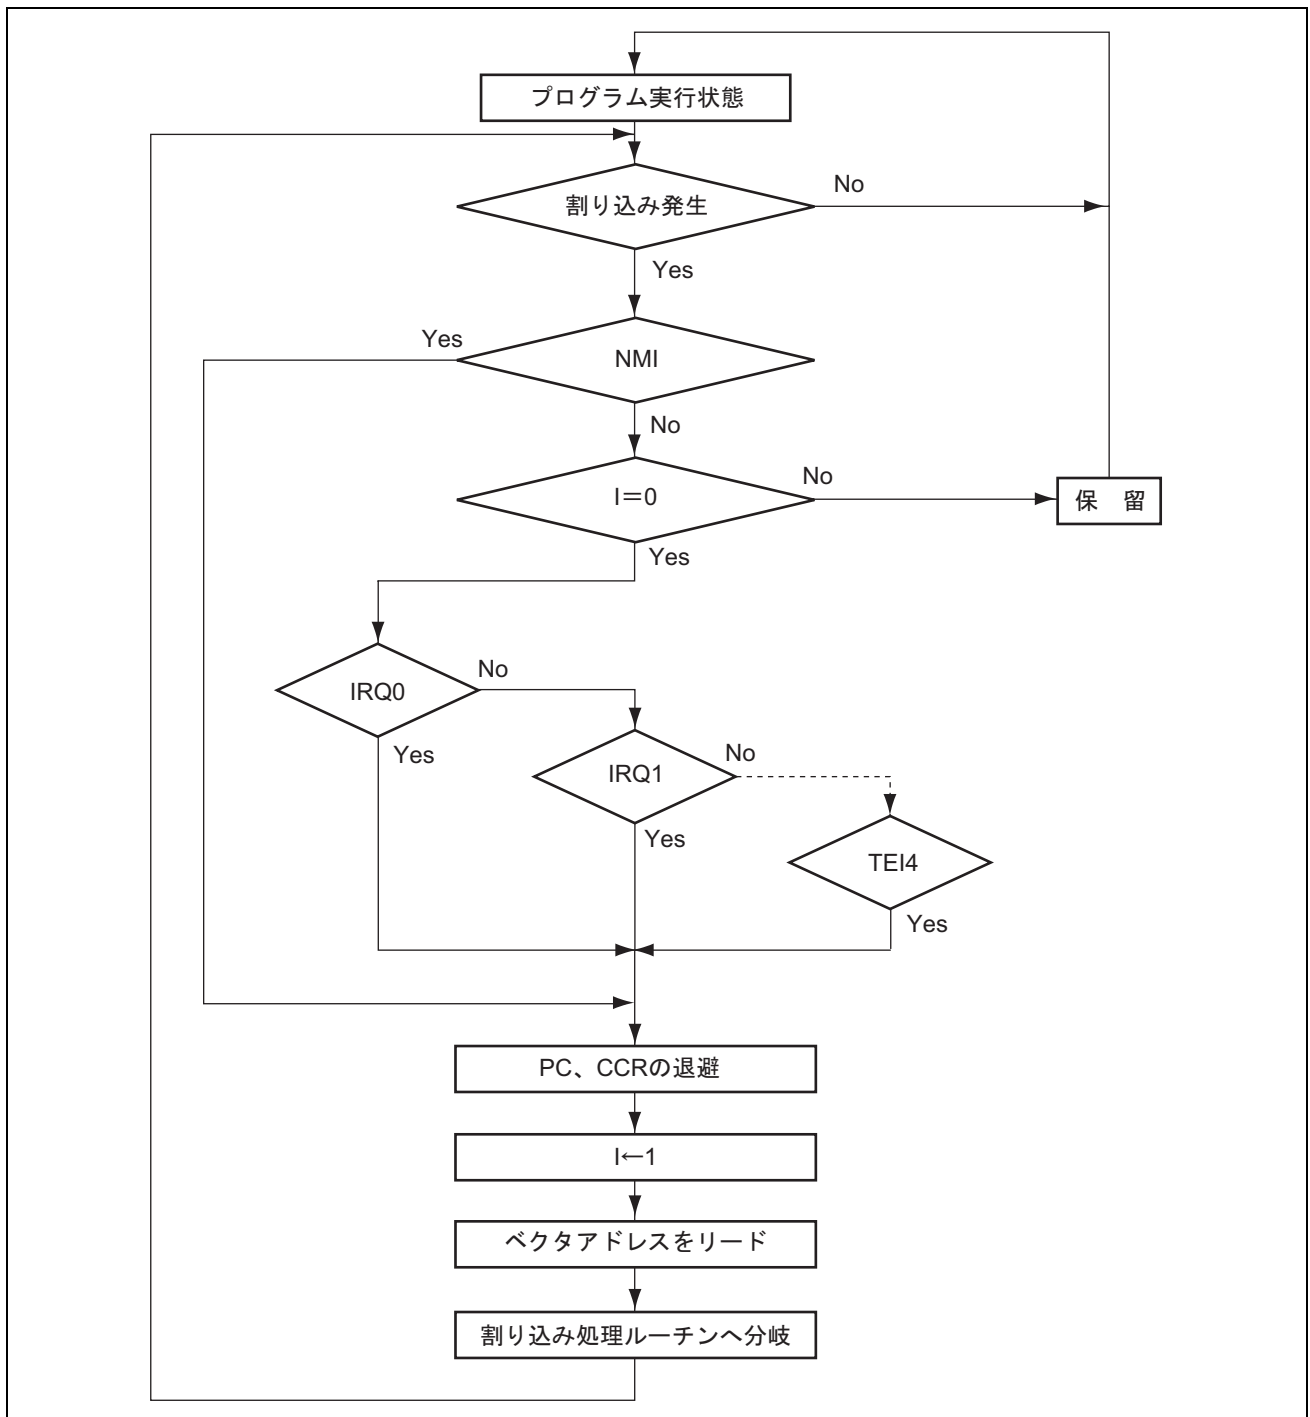 プログラム実行状態
割り込み発生
No
Yes
Yes
NMI
No
I＝0
No
保　留
Yes
IRQ0
No
Yes
IRQ1
No
Yes
TEI4
Yes
PC、CCRの退避
I←1
ベクタアドレスをリード
割り込み処理ルーチンへ分岐